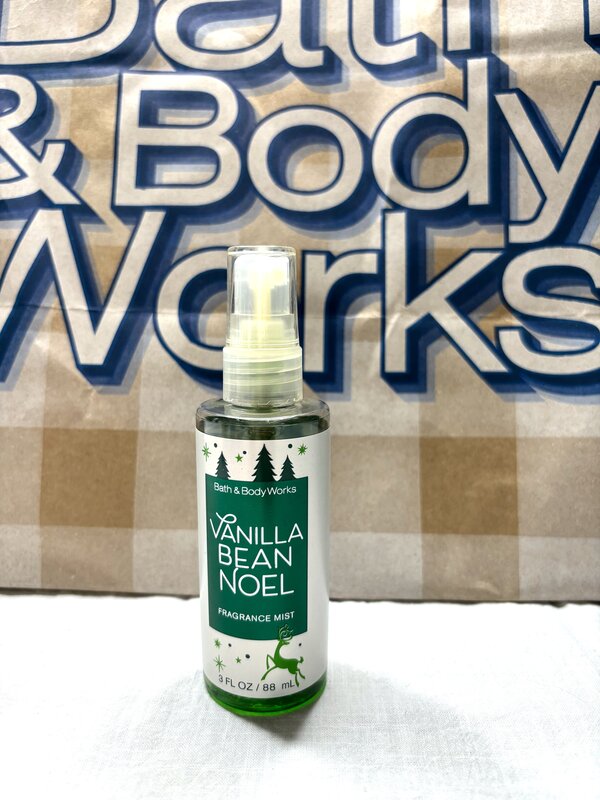 Bath
& Body
Works
Bath & Body Works
VANILLA
BEAN
NOEL
FRAGRANCE MIST
3 FL OZ / 88 mL